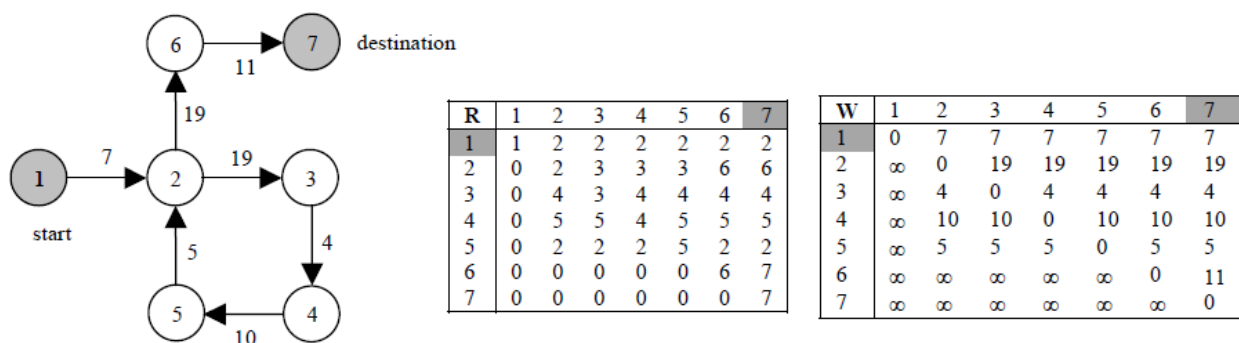 6 7 destination
11
19
7 19
1 2 3
start
5 4
5 4
10
R 1 2 3 4 5 6 7
1 1 2 2 2 2 2 2
2 0 2 3 3 3 6 6
3 0 4 3 4 4 4 4
4 0 5 5 4 5 5 5
5 0 2 2 2 5 2 2
6 0 0 0 0 0 6 7
7 0 0 0 0 0 0 7
W 1 2 3 4 5 6 7
1 0 7 7 7 7 7 7
2 ∞ 0 19 19 19 19 19
3 ∞ 4 0 4 4 4 4
4 ∞ 10 10 0 10 10 10
5 ∞ 5 5 5 0 5 5
6 ∞ ∞ ∞ ∞ ∞ 0 11
7 ∞ ∞ ∞ ∞ ∞ ∞ 0